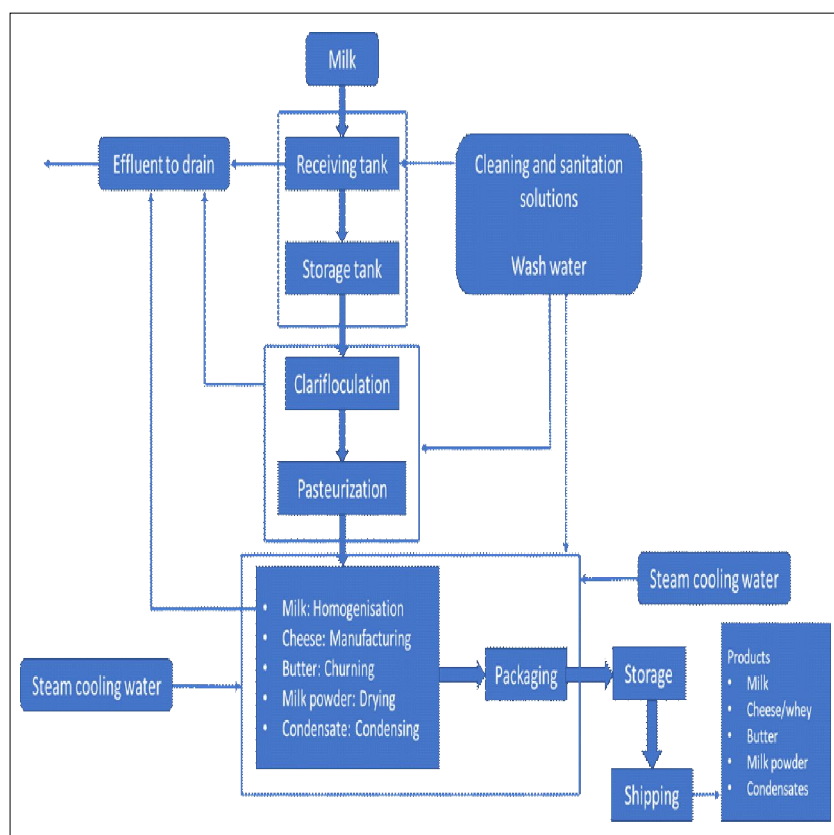 Milk
Effluent to drain
Receiving tank
Cleaning and sanitation
solutions
Wash water
Storage tank
Clarifloculation
Pasteurization
Steam cooling water
• Milk: Homogenisation
• Cheese: Manufacturing
• Butter: Churning
• Milk powder: Drying
• Condensate: Condensing
Packaging
Storage
Steam cooling water
Shipping
Products
• Milk
• Cheese/whey
• Butter
• Milk powder
• Condensates